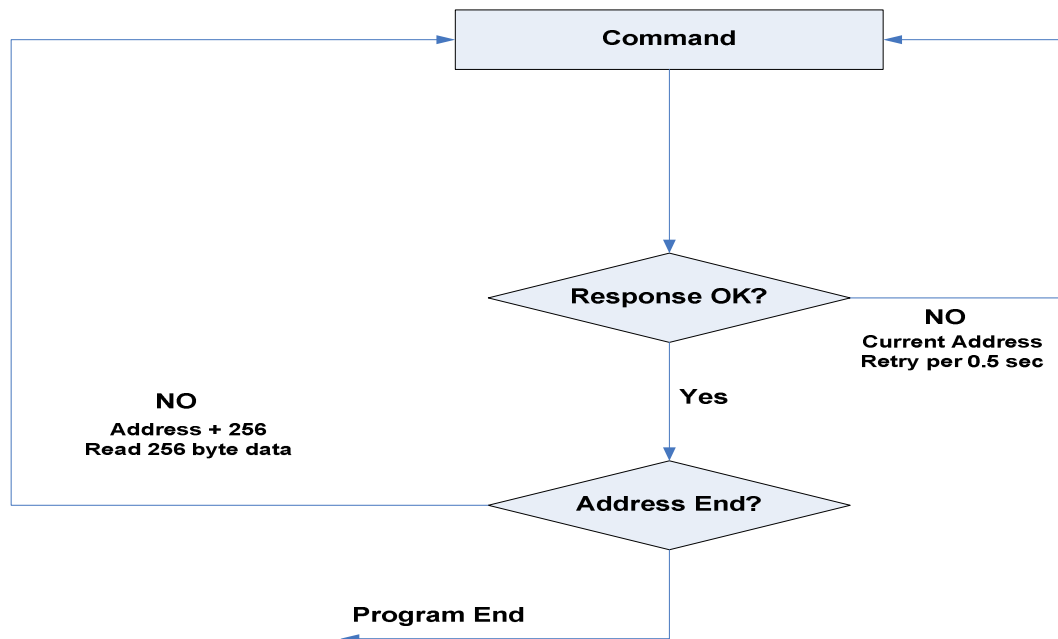 Command
Response OK?
NO
Current Address
Retry per 0.5 sec
Yes
NO
Address + 256
Read 256 byte data
Address End?
Program End